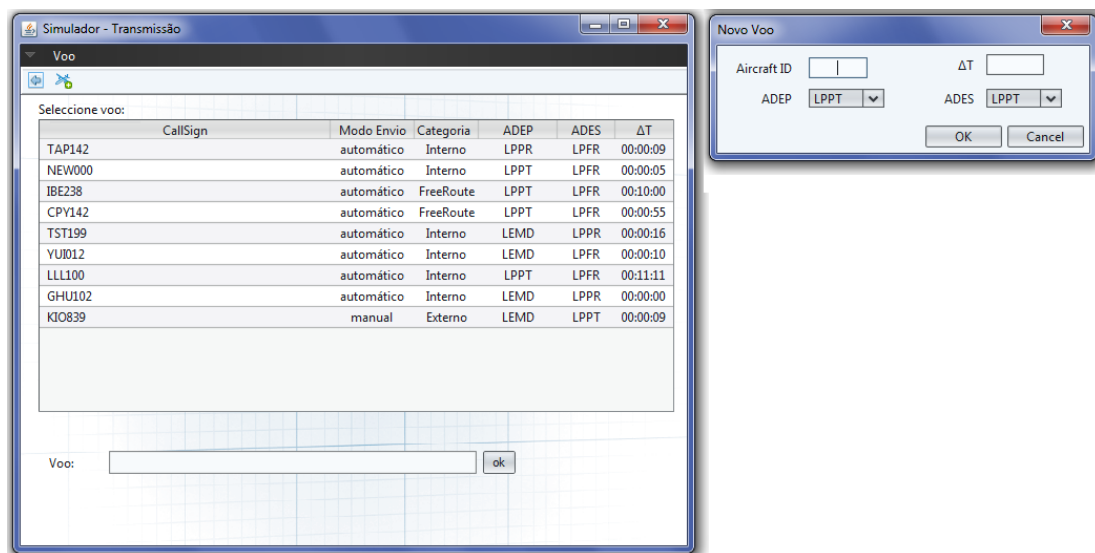 Simulador - Transmissão
Voo
Seleccione voo:
CallSign Modo Envio Categoria ADEP ADES ΔT
TAP142 automático Interno LPPR LPFR 00:00:09
NEW000 automático Interno LPPT LPFR 00:00:05
IBE238 automático FreeRoute LPPT LPFR 00:10:00
CPY142 automático FreeRoute LPPT LPFR 00:00:55
TST199 automático Interno LEMD LPPR 00:00:16
YUI012 automático Interno LEMD LPFR 00:00:10
LLL100 automático Interno LPPT LPFR 00:11:11
GHU102 automático Interno LEMD LPPR 00:00:00
KIO839 manual Externo LEMD LPPT 00:00:09
Voo: ok
Novo Voo
Aircraft ID ΔT
ADEP LPPT ADES LPPT
OK Cancel